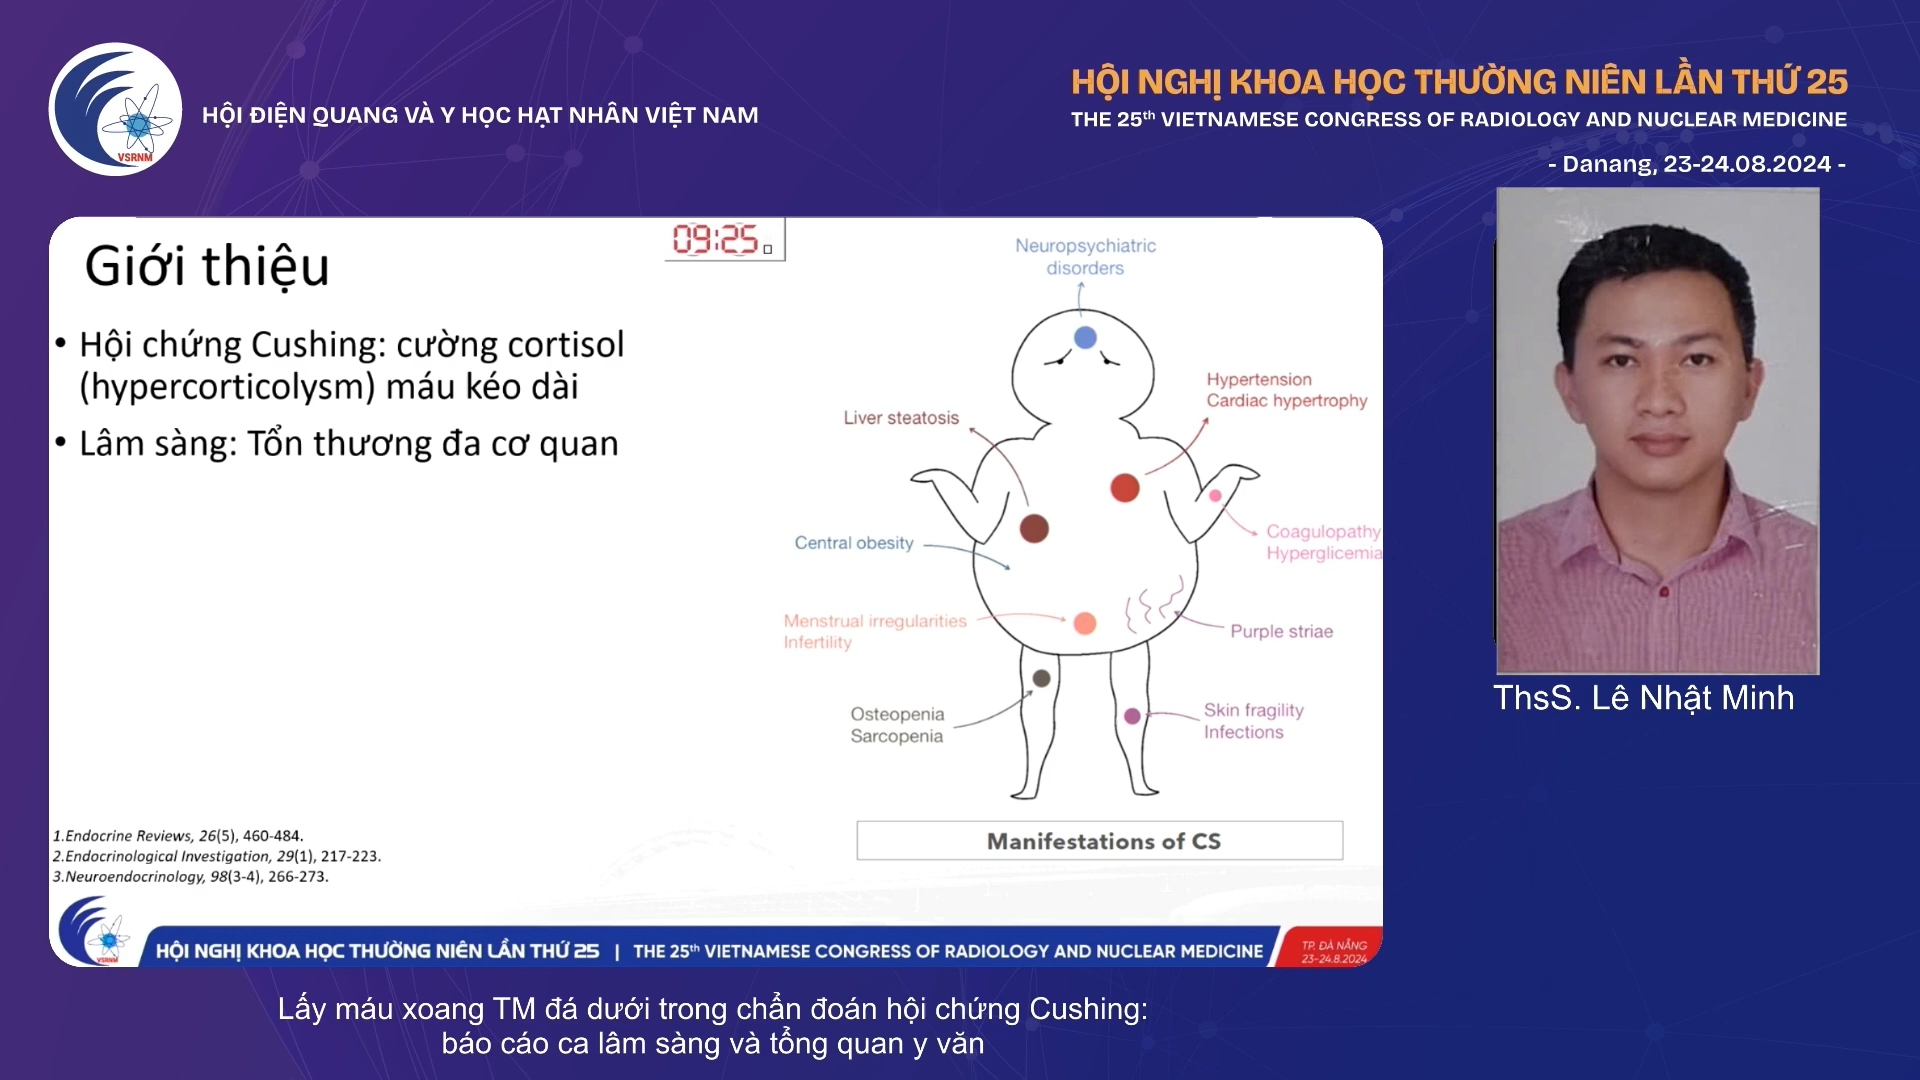 VSRNM
HỘI ĐIỆN QUANG VÀ Y HỌC HẠT NHÂN VIỆT NAM
HỘI NGHỊ KHOA HỌC THƯỜNG NIÊN LẦN THỨ 25
THE 25th VIETNAMESE CONGRESS OF RADIOLOGY AND NUCLEAR MEDICINE
- Danang, 23-24.08.2024 -
Giới thiệu
09:25
• Hội chứng Cushing: cường cortisol
(hypercorticolysm) máu kéo dài
• Lâm sàng: Tổn thương đa cơ quan
Neuropsychiatric
disorders
Hypertension
Cardiac hypertrophy
Liver steatosis
Coagulopathy
Hyperglicemia
Central obesity
Menstrual irregularities
Infertility
Purple striae
Osteopenia
Sarcopenia
Skin fragility
Infections
Manifestations of CS
1.Endocrine Reviews, 26(5), 460-484.
2.Endocrinological Investigation, 29(1), 217-223.
3.Neuroendocrinology, 98(3-4), 266-273.
VSRNM
HỘI NGHỊ KHOA HỌC THƯỜNG NIÊN LẦN THỨ 25 | THE 25th VIETNAMESE CONGRESS OF RADIOLOGY AND NUCLEAR MEDICINE
TP. ĐÀ NẴNG
23-24.8.2024
ThsS. Lê Nhật Minh
Lấy máu xoang TM đá dưới trong chẩn đoán hội chứng Cushing:
báo cáo ca lâm sàng và tổng quan y văn